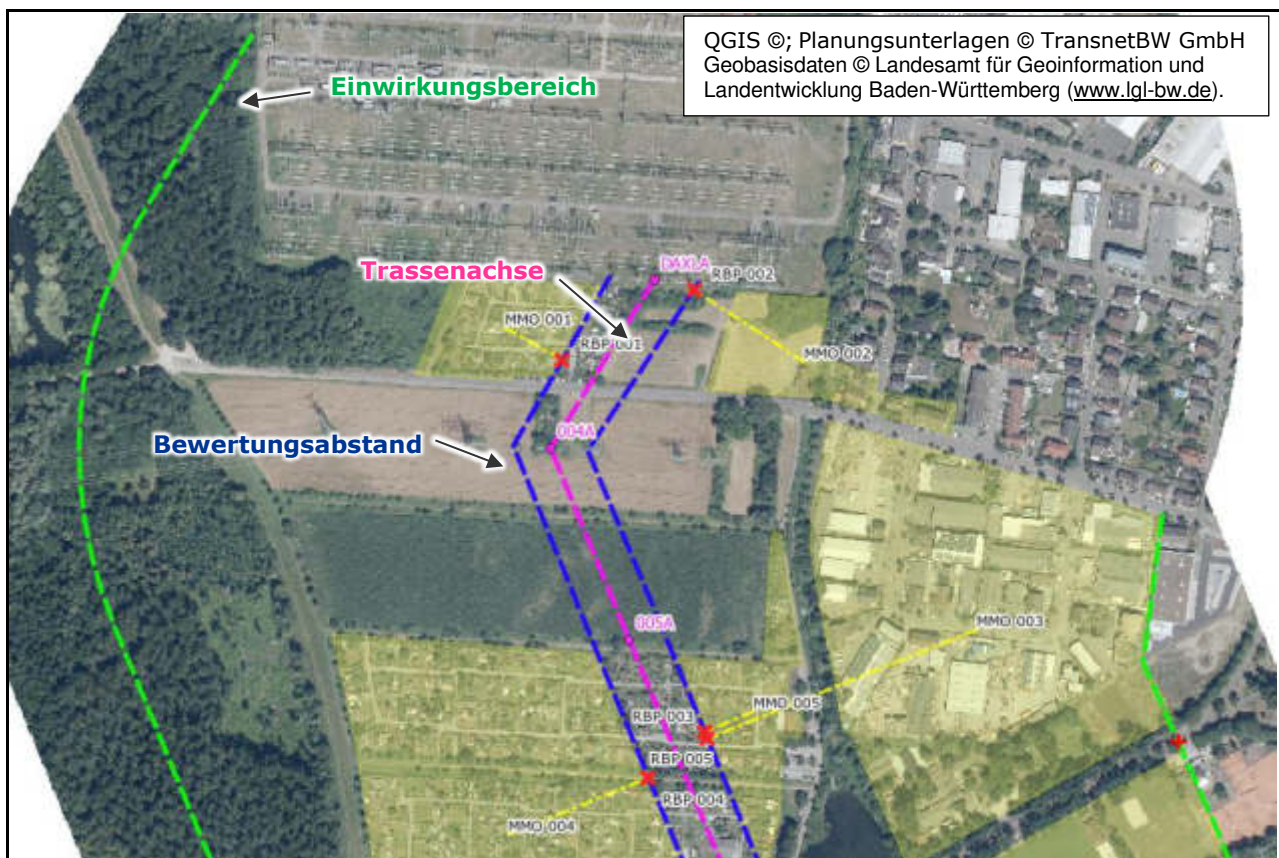 QGIS ©; Planungsunterlagen © TransnetBW GmbH
Geobasisdaten © Landesamt für Geoinformation und
Landentwicklung Baden-Württemberg (www.lgl-bw.de).
Einwirkungsbereich
Trassenachse
DAXLA
RBP 002
MMO 001
RBP 001
MMO 002
004A
Bewertungsabstand
005A
MMO 003
MMO 005
RBP 003
RBP 005
RBP 004
MMO 004